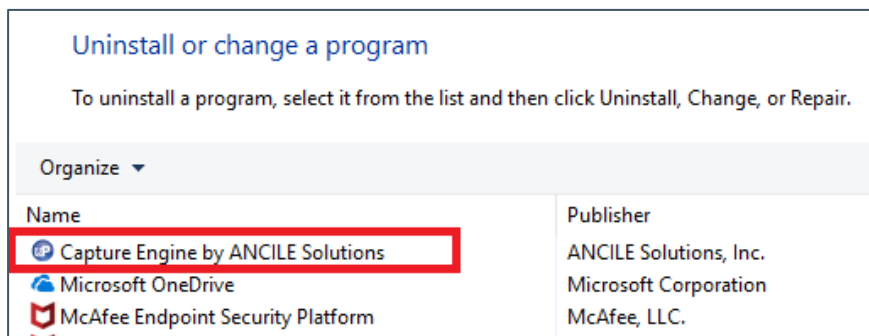 Uninstall or change a program
To uninstall a program, select it from the list and then click Uninstall, Change, or Repair.
Organize
Name Publisher
Capture Engine by ANCILE Solutions ANCILE Solutions, Inc.
Microsoft OneDrive Microsoft Corporation
McAfee Endpoint Security Platform McAfee, LLC.